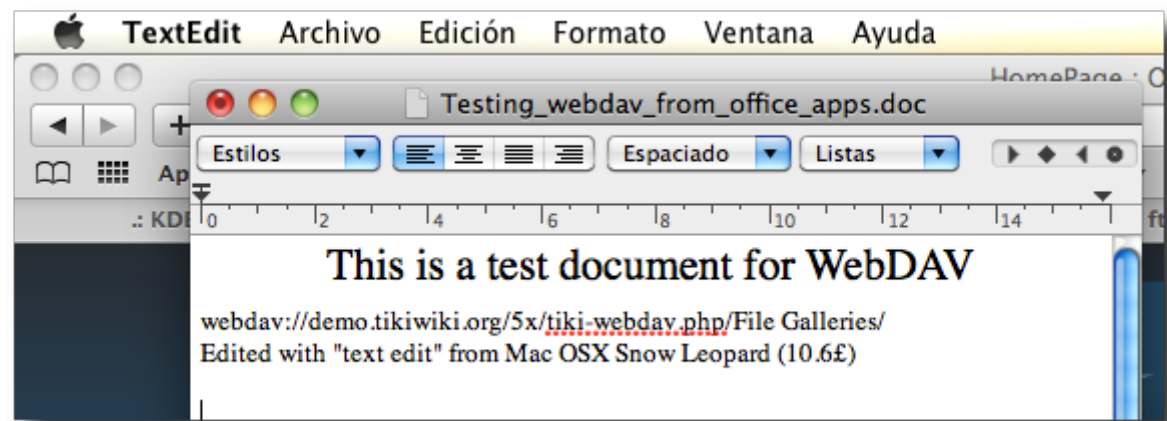 TextEdit Archivo Edición Formato Ventana Ayuda
HomePage : O
Testing_webdav_from_office_apps.doc
+
Estilos Espaciado Listas
Ap
.: KDE ft
0 2 4 6 8 10 12 14
This is a test document for WebDAV
webdav://demo.tikiwiki.org/5x/tiki-webdav.php/File Galleries/
Edited with "text edit" from Mac OSX Snow Leopard (10.6£)